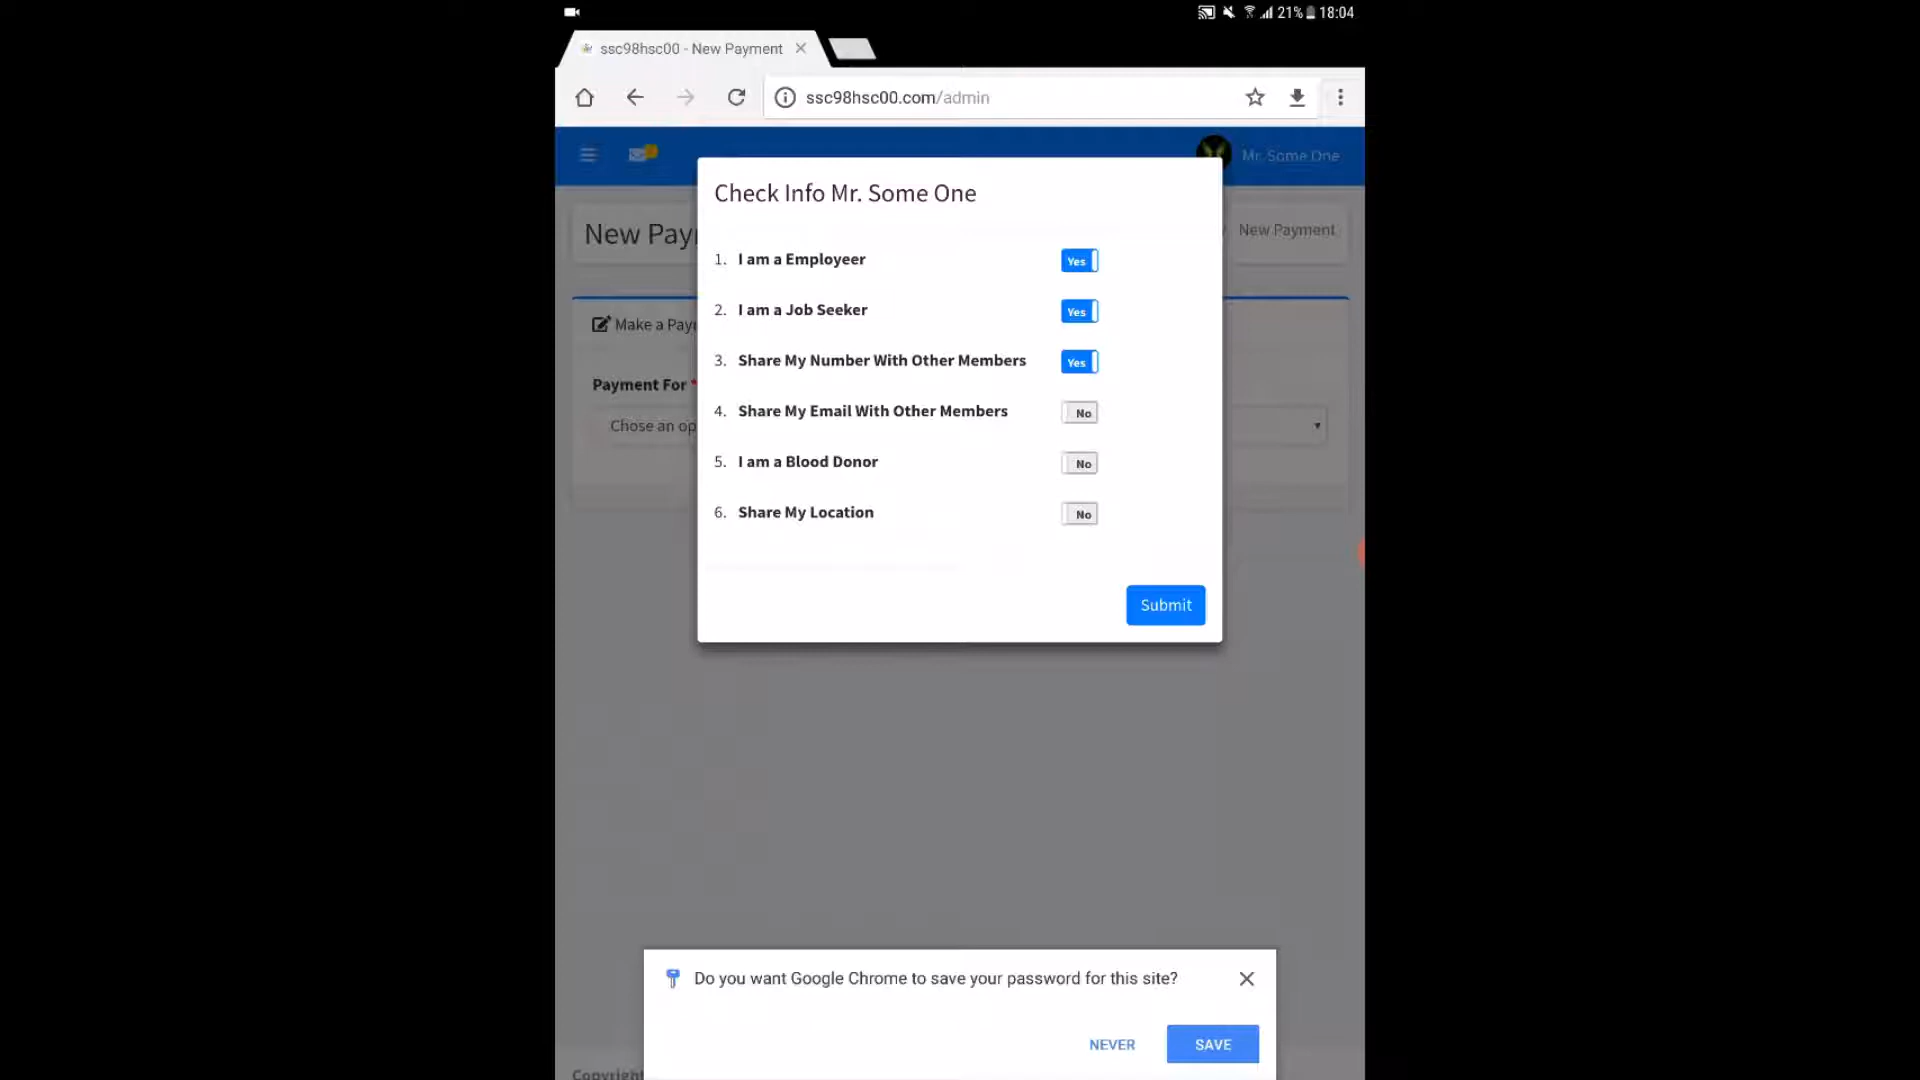 21% 18:04
ssc98hsc00 - New Payment
ssc98hsc00.com/admin
Mr. Some One
Check Info Mr. Some One
New Pay
New Payment
1. I am a Employeer Yes
2. I am a Job Seeker Yes
Make a Pay
3. Share My Number With Other Members Yes
Payment For *
4. Share My Email With Other Members No
Chose an op
5. I am a Blood Donor No
6. Share My Location No
Submit
Do you want Google Chrome to save your password for this site?
NEVER SAVE
Copyright